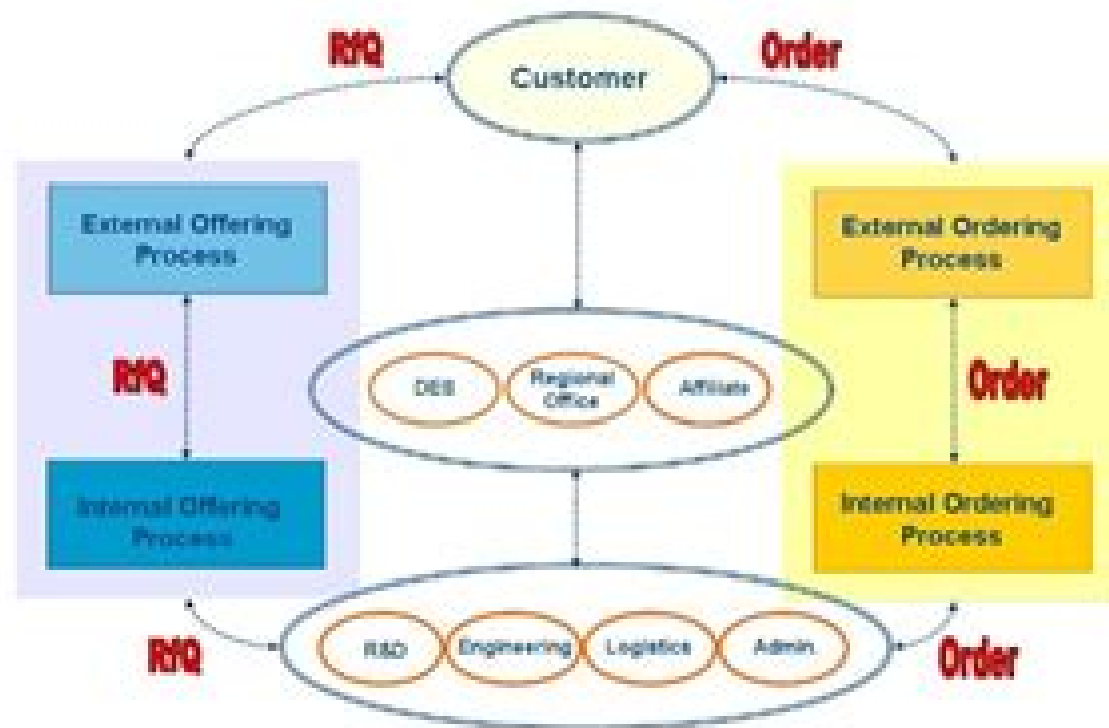 RfQ
Order
Customer
External Offering
Process
External Ordering
Process
RfQ
Regional
Office
Affiliate
Order
Internal Offering
Process
Internal Ordering
Process
RfQ
R&D
Engineering
Logistics
Admin.
Order